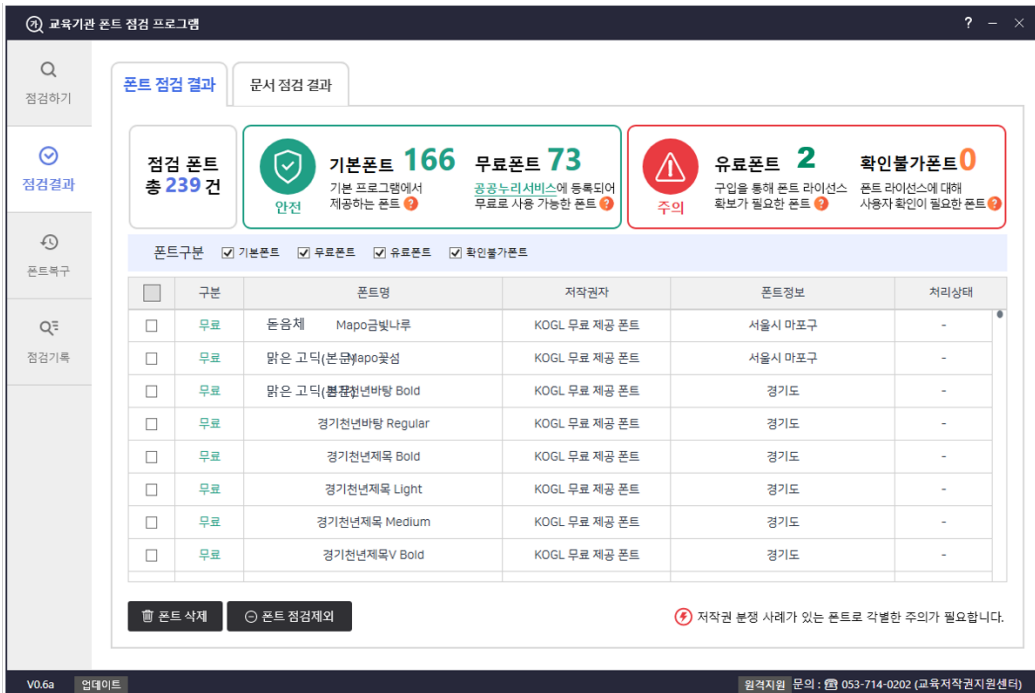 가 교육기관 폰트 점검 프로그램 ? − ×
점검하기
점검결과
폰트복구
점검기록
폰트 점검 결과
문서 점검 결과
점검 폰트
총 239 건
안전
기본폰트 166
기본 프로그램에서
제공하는 폰트 ?
무료폰트 73
공공누리서비스에 등록되어
무료로 사용 가능한 폰트 ?
주의
유료폰트 2
구입을 통해 폰트 라이선스
확보가 필요한 폰트 ?
확인불가폰트 0
폰트 라이선스에 대해
사용자 확인이 필요한 폰트 ?
폰트구분 기본폰트 무료폰트 유료폰트 확인불가폰트
구분 폰트명 저작권자 폰트정보 처리상태
무료 돋음체 Mapo금빛나루 KOGL 무료 제공 폰트 서울시 마포구 -
무료 맑은 고딕(본문) Mapo꽃섬 KOGL 무료 제공 폰트 서울시 마포구 -
무료 맑은 고딕(본문) 경기천년바탕 Bold KOGL 무료 제공 폰트 경기도 -
무료 경기천년바탕 Regular KOGL 무료 제공 폰트 경기도 -
무료 경기천년제목 Bold KOGL 무료 제공 폰트 경기도 -
무료 경기천년제목 Light KOGL 무료 제공 폰트 경기도 -
무료 경기천년제목 Medium KOGL 무료 제공 폰트 경기도 -
무료 경기천년제목V Bold KOGL 무료 제공 폰트 경기도 -
폰트 삭제
폰트 점검제외
저작권 분쟁 사례가 있는 폰트로 각별한 주의가 필요합니다.
V0.6a 업데이트 원격지원 문의 : ☎ 053-714-0202 (교육저작권지원센터)